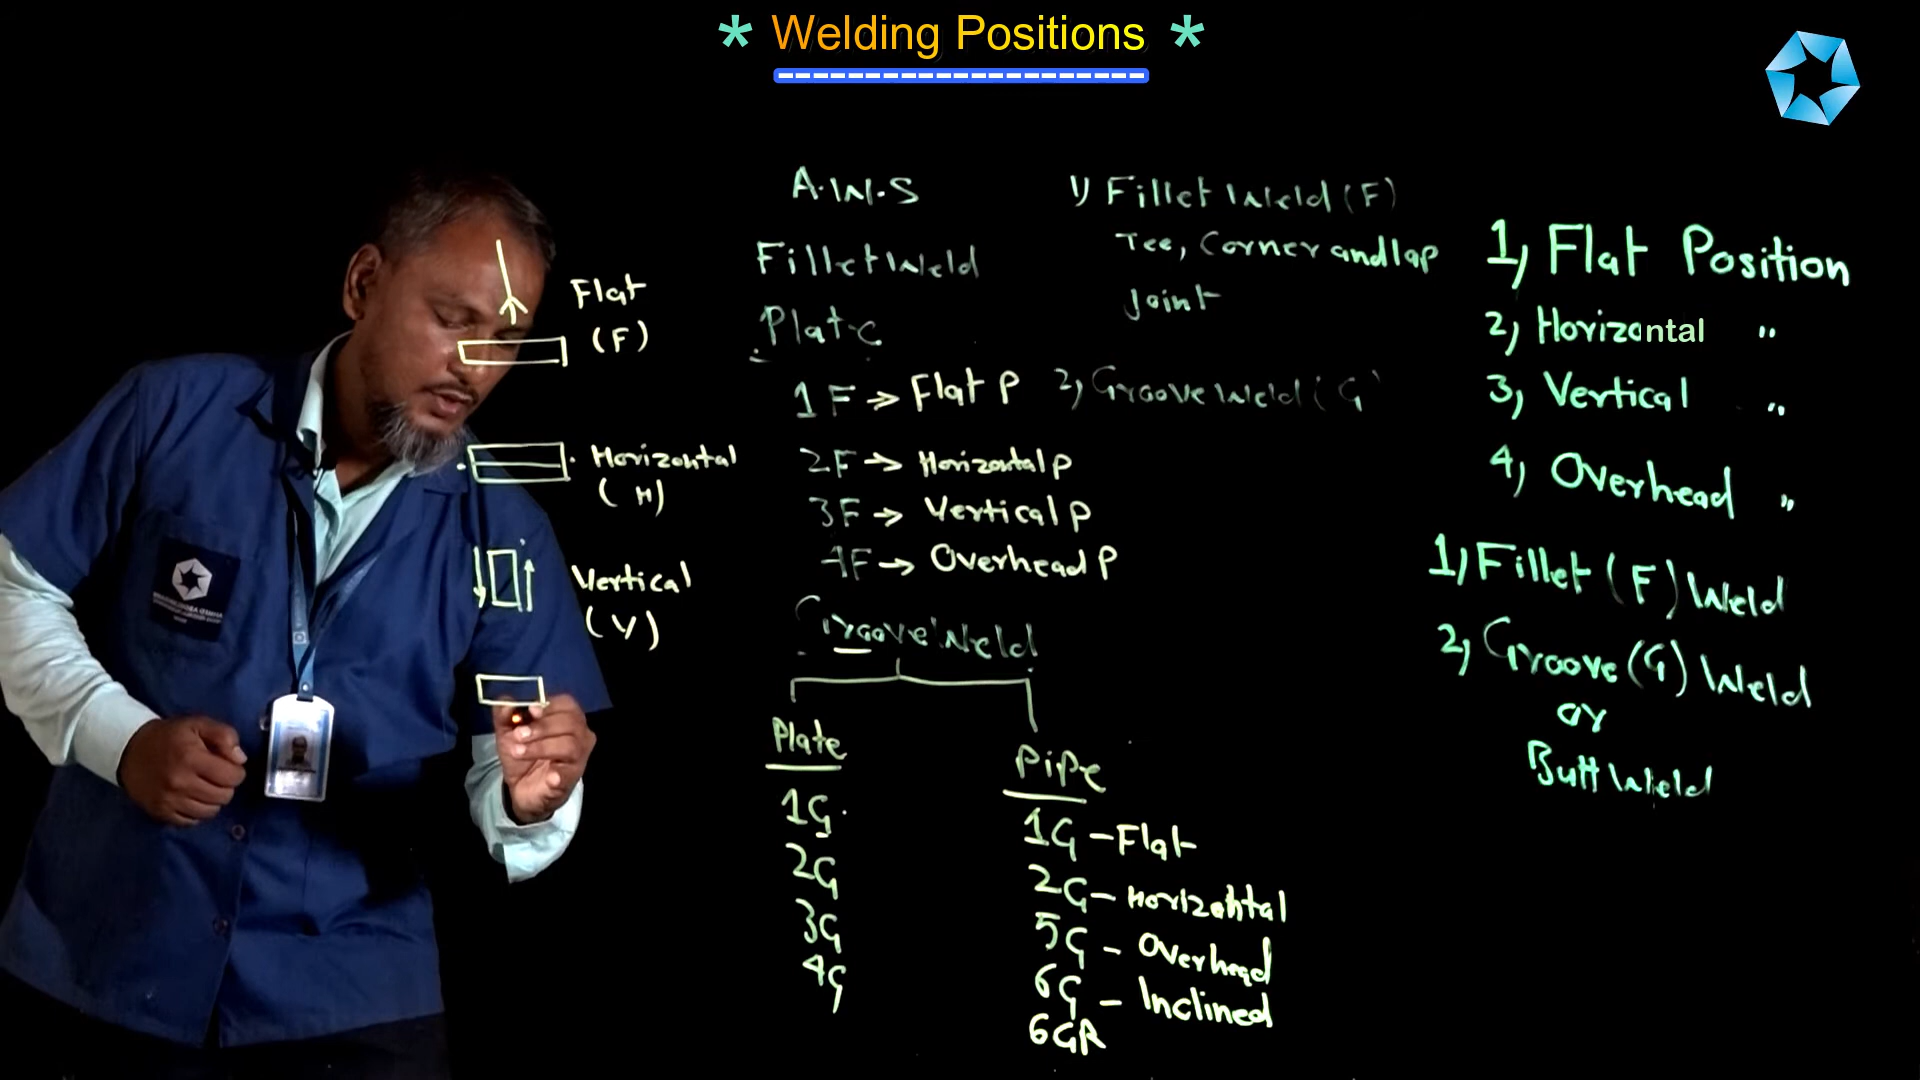 * Welding Positions *
Flat
(F)
Horizontal
(H)
Vertical
(V)
A.W.S
Fillet Weld
Plate
1F → Flat P
2F → Horizontal P
3F → Vertical P
4F → Overhead P
Groove Weld
Plate
1G
2G
3G
4G
Pipe
1G - Flat
2G - Horizontal
5G - Overhead
6G - Inclined
6GR
1) Fillet Weld (F)
Tee, Corner and lap
Joint
2) Groove Weld (G)
1) Flat Position
2) Horizontal "
3) Vertical "
4) Overhead "
1) Fillet (F) Weld
2) Groove (G) Weld
or
Butt Weld